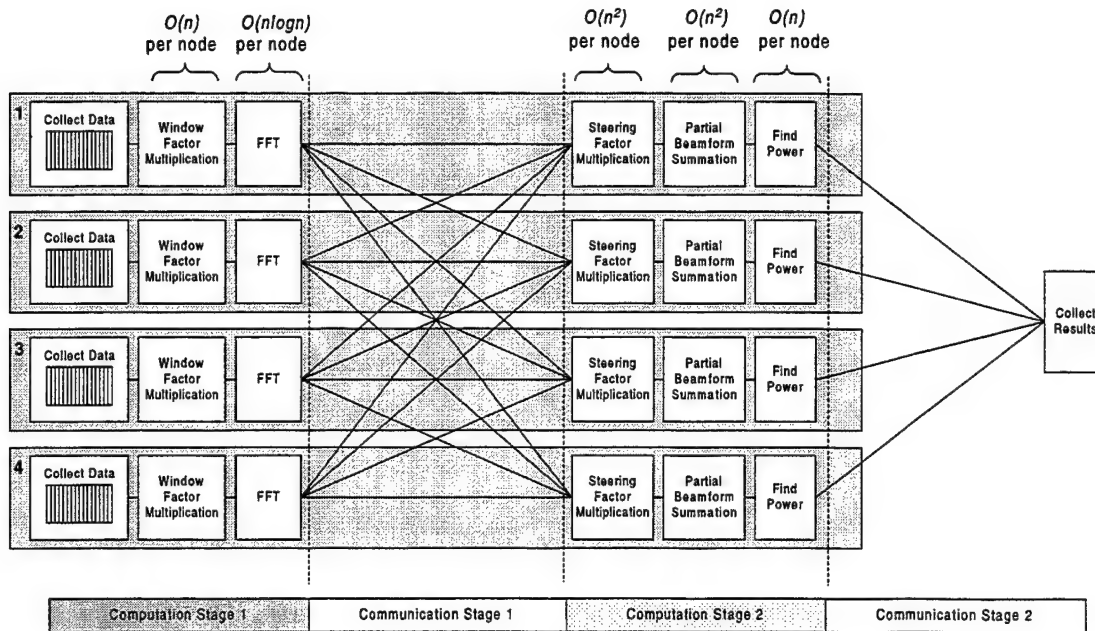 O(n)
per node
O(nlogn)
per node
O(n²)
per node
O(n²)
per node
O(n)
per node
1
Collect Data
Window
Factor
Multiplication
FFT
Steering
Factor
Multiplication
Partial
Beamform
Summation
Find
Power
2
Collect Data
Window
Factor
Multiplication
FFT
Steering
Factor
Multiplication
Partial
Beamform
Summation
Find
Power
3
Collect Data
Window
Factor
Multiplication
FFT
Steering
Factor
Multiplication
Partial
Beamform
Summation
Find
Power
4
Collect Data
Window
Factor
Multiplication
FFT
Steering
Factor
Multiplication
Partial
Beamform
Summation
Find
Power
Collect
Results
Computation Stage 1
Communication Stage 1
Computation Stage 2
Communication Stage 2